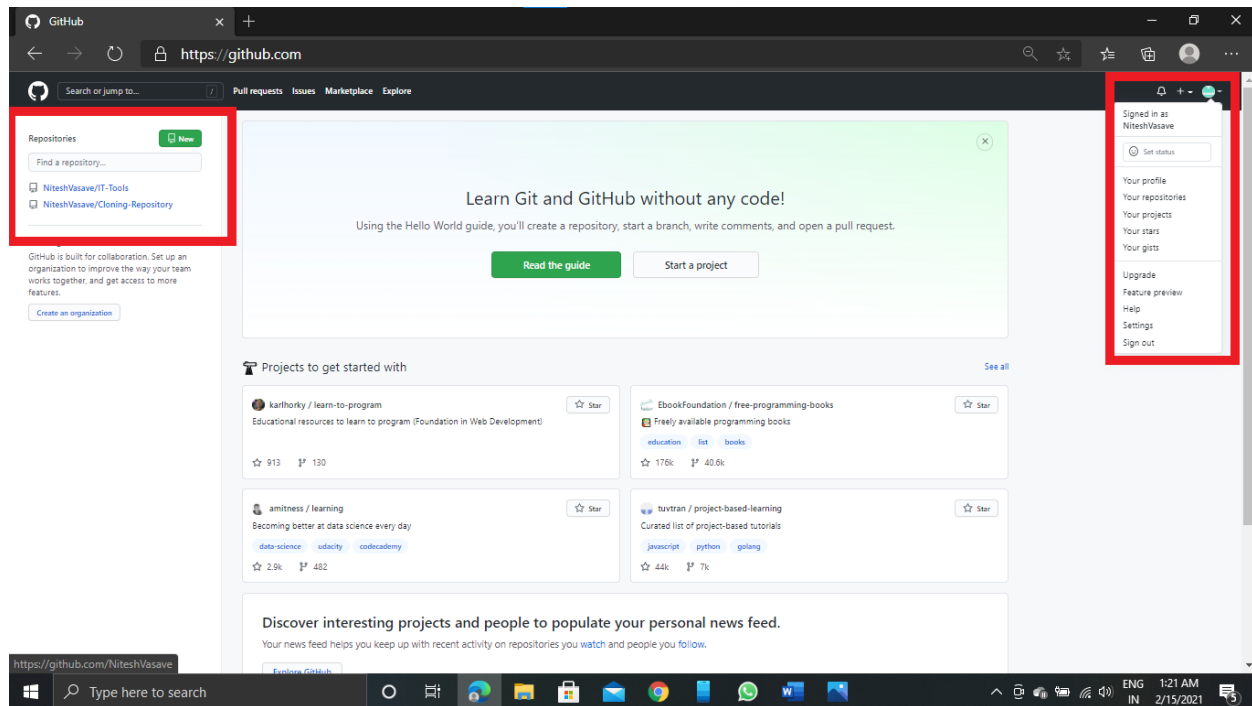 GitHub
https://github.com
Search or jump to...
/
Pull requests Issues Marketplace Explore
Signed in as
NiteshVasave
Set status
Your profile
Your repositories
Your projects
Your stars
Your gists
Upgrade
Feature preview
Help
Settings
Sign out
Repositories
New
Find a repository...
NiteshVasave/IT-Tools
NiteshVasave/Cloning-Repository
GitHub is built for collaboration. Set up an
organization to improve the way your team
works together, and get access to more
features.
Create an organization
Learn Git and GitHub without any code!
Using the Hello World guide, you'll create a repository, start a branch, write comments, and open a pull request.
Read the guide
Start a project
Projects to get started with
See all
karlhorky / learn-to-program
Star
Educational resources to learn to program (Foundation in Web Development)
913 130
EbookFoundation / free-programming-books
Star
Freely available programming books
education list books
176k 40.6k
amitness / learning
Star
Becoming better at data science every day
data-science udacity codecademy
2.9k 482
tuvtran / project-based-learning
Star
Curated list of project-based tutorials
javascript python golang
44k 7k
Discover interesting projects and people to populate your personal news feed.
Your news feed helps you keep up with recent activity on repositories you watch and people you follow.
Explore GitHub
https://github.com/NiteshVasave
Type here to search
ENG
IN
1:21 AM
2/15/2021
5